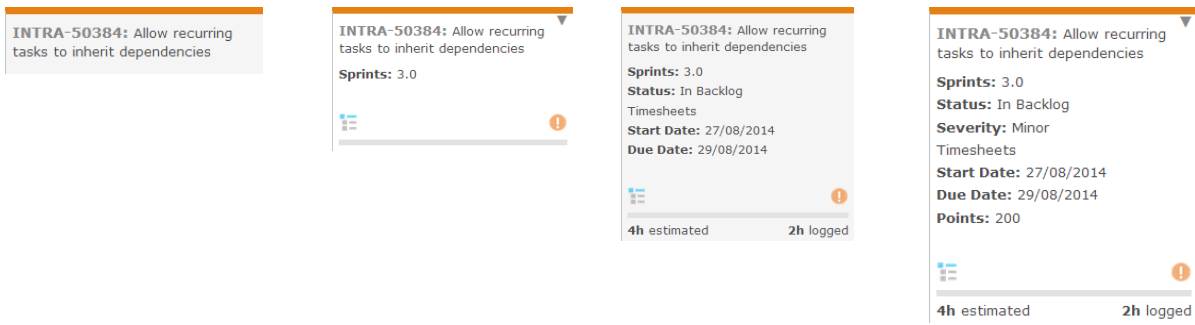 INTRA-50384: Allow recurring
tasks to inherit dependencies
INTRA-50384: Allow recurring
tasks to inherit dependencies
Sprints: 3.0
INTRA-50384: Allow recurring
tasks to inherit dependencies
Sprints: 3.0
Status: In Backlog
Timesheets
Start Date: 27/08/2014
Due Date: 29/08/2014
4h estimated 2h logged
INTRA-50384: Allow recurring
tasks to inherit dependencies
Sprints: 3.0
Status: In Backlog
Severity: Minor
Timesheets
Start Date: 27/08/2014
Due Date: 29/08/2014
Points: 200
4h estimated 2h logged